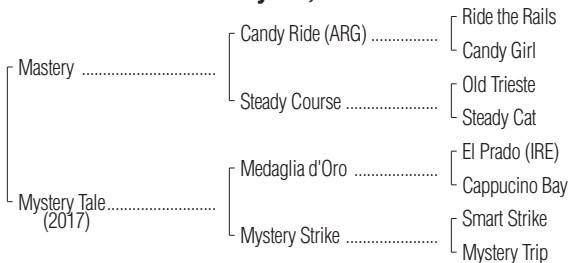 Ride the Rails
Candy Ride (ARG) ................
Candy Girl
Mastery ................................
Old Trieste
Steady Course ......................
Steady Cat
El Prado (IRE)
Medaglia d'Oro ....................
Cappucino Bay
Mystery Tale..........................
(2017)
Smart Strike
Mystery Strike ......................
Mystery Trip